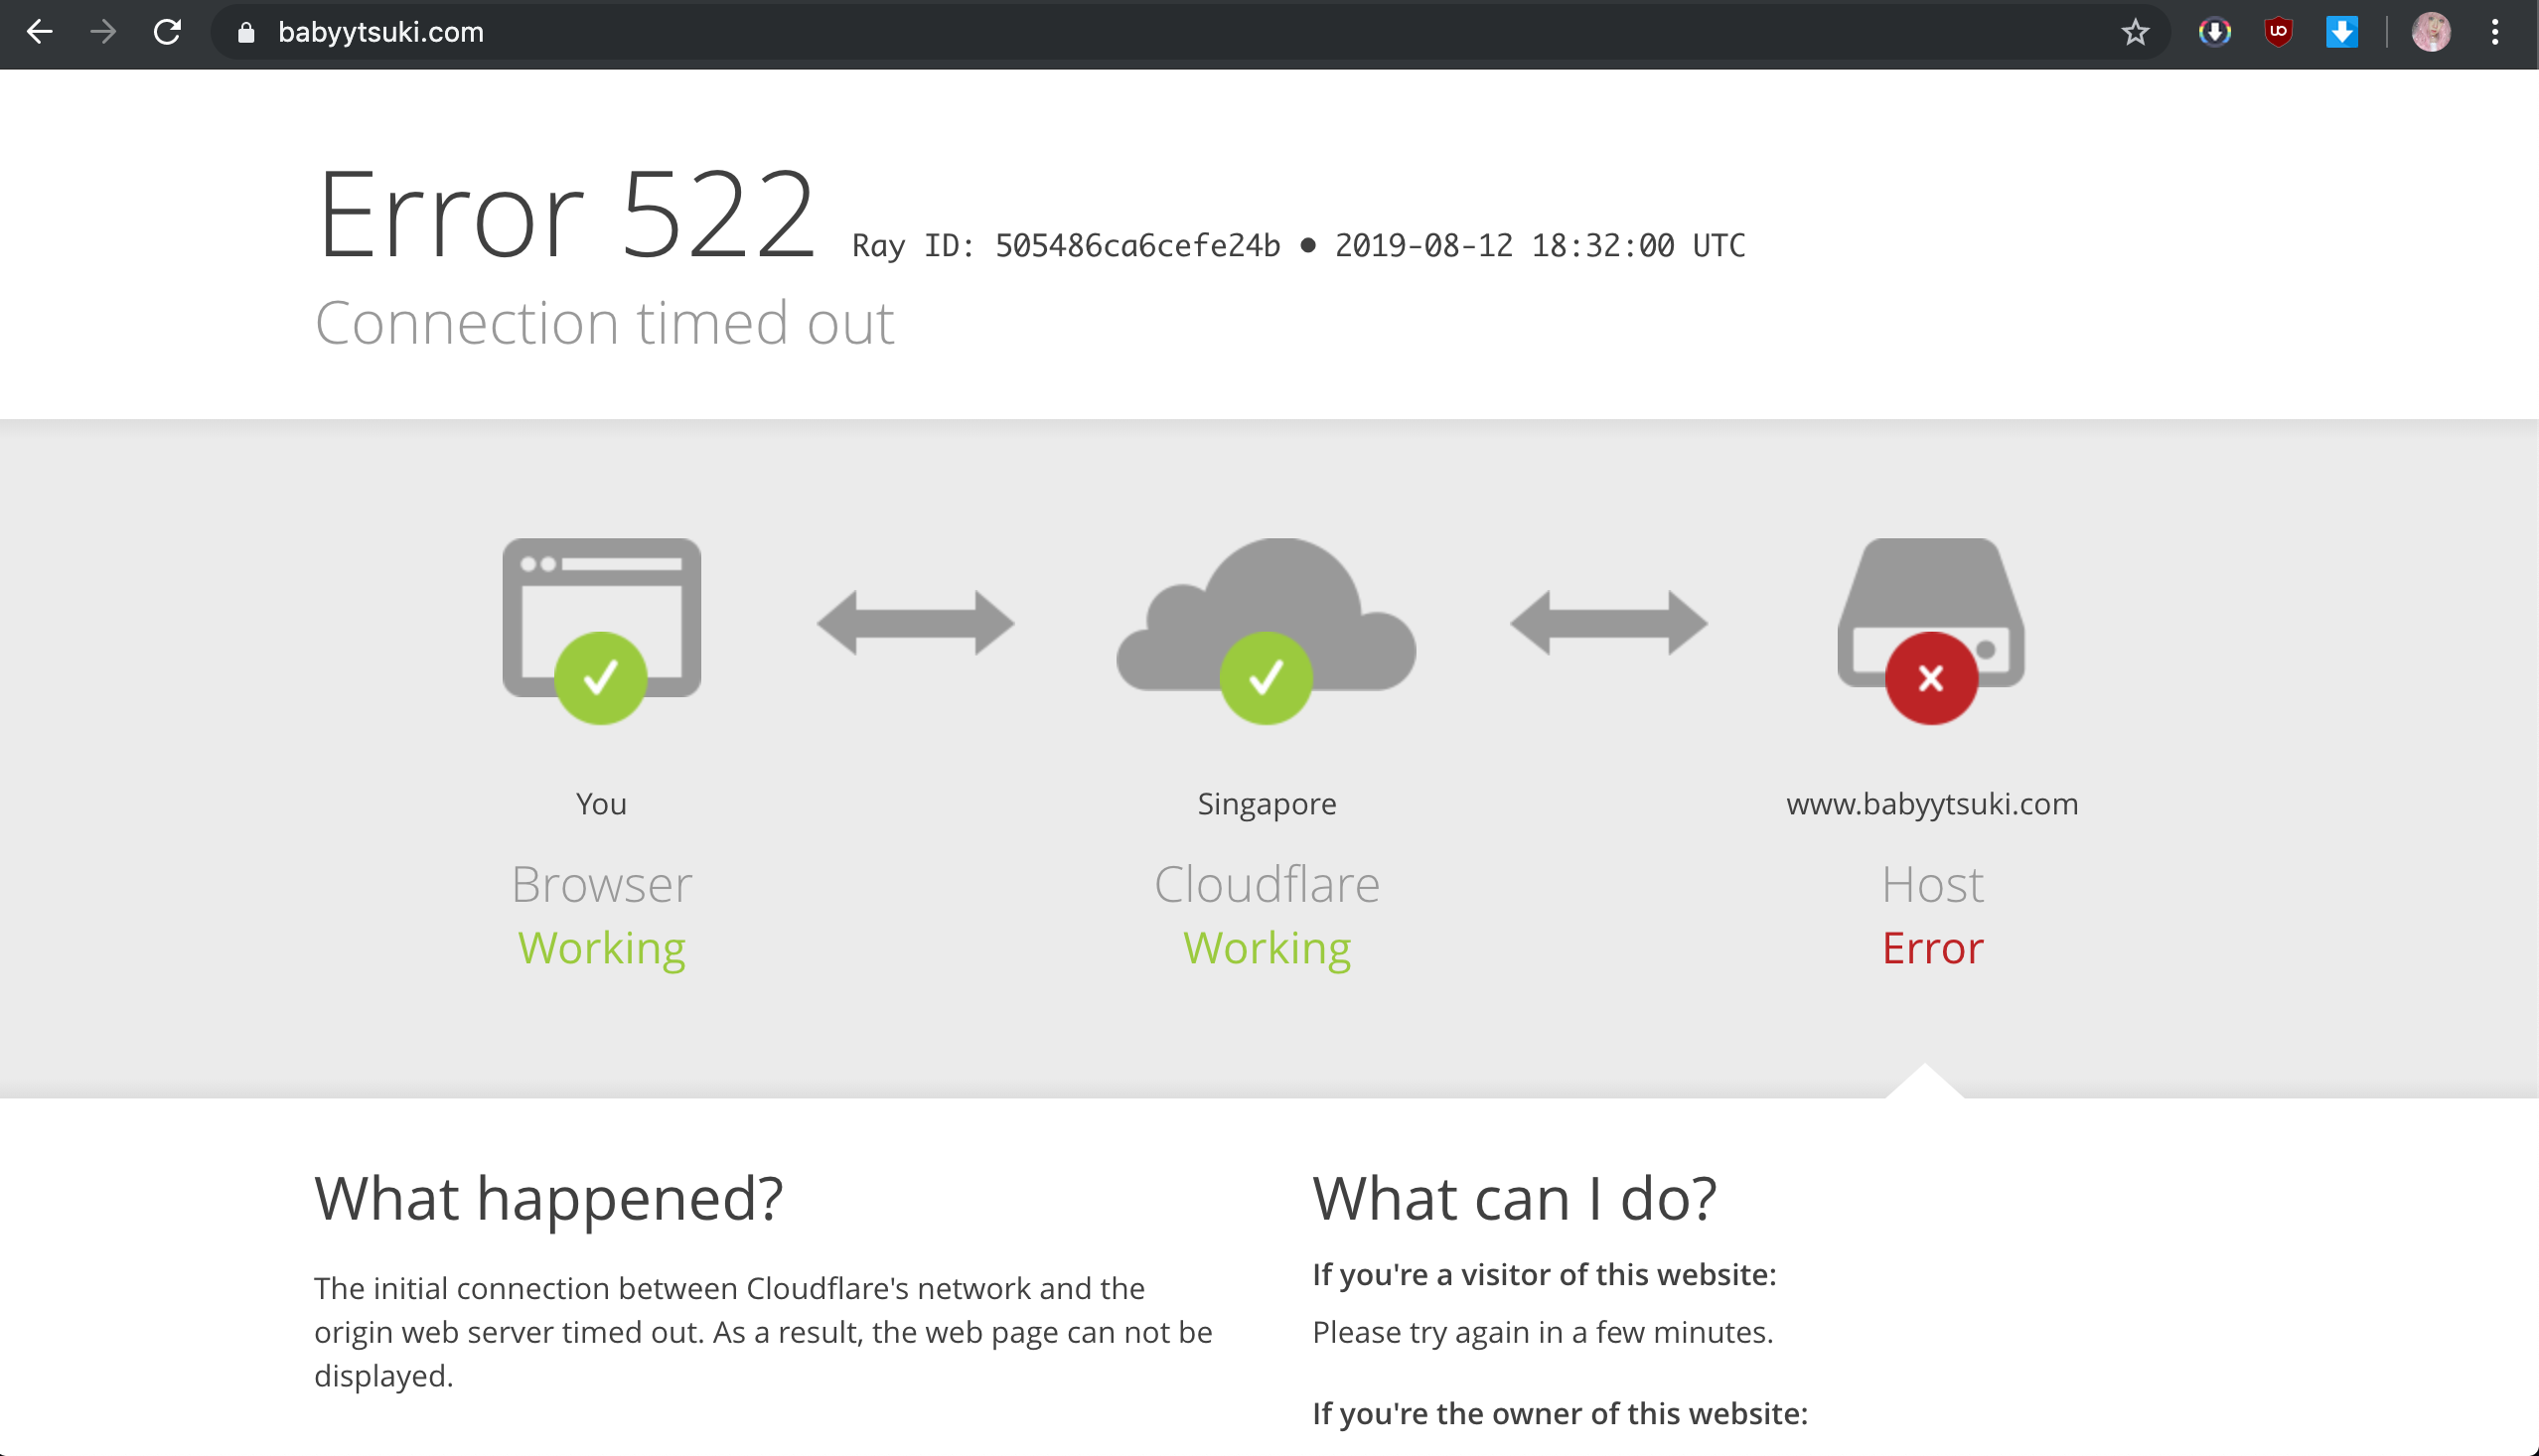 babyytsuki.com
Error 522 Ray ID: 505486ca6cefe24b • 2019-08-12 18:32:00 UTC
Connection timed out
You
Browser
Working
Singapore
Cloudflare
Working
www.babyytsuki.com
Host
Error
What happened?
The initial connection between Cloudflare's network and the
origin web server timed out. As a result, the web page can not be
displayed.
What can I do?
If you're a visitor of this website:
Please try again in a few minutes.
If you're the owner of this website: